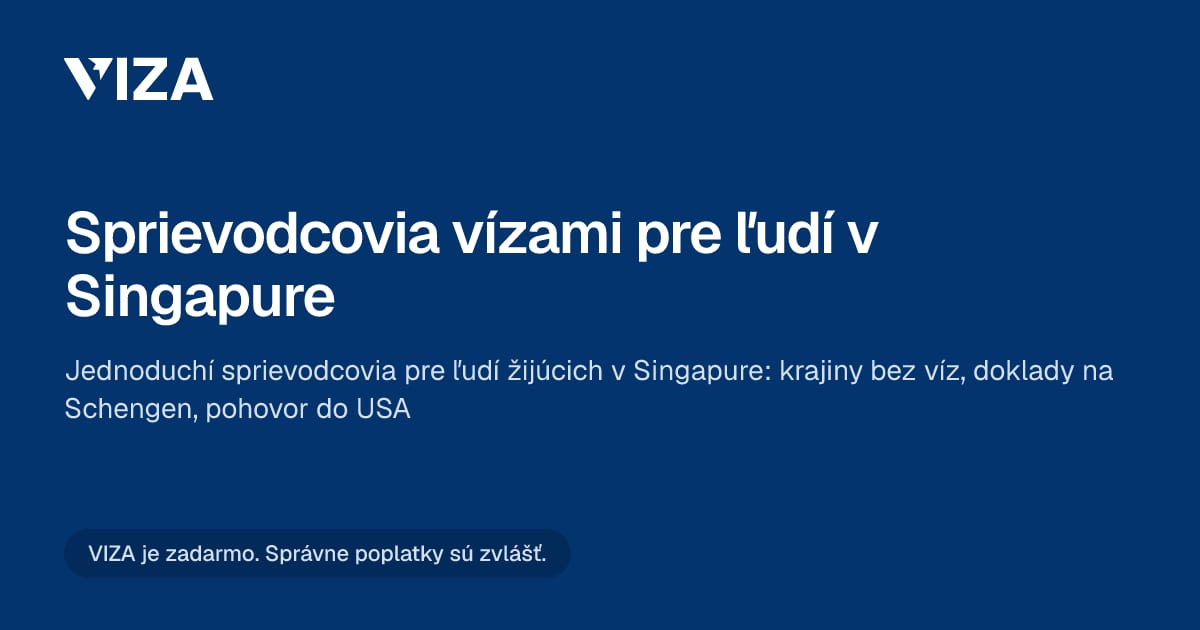 VIZA
Sprievodcovia vízami pre ľudí v
Singapure
Jednoduchí sprievodcovia pre ľudí žijúcich v Singapure: krajiny bez víz, doklady na
Schengen, pohovor do USA
VIZA je zadarmo. Správne poplatky sú zvlášť.